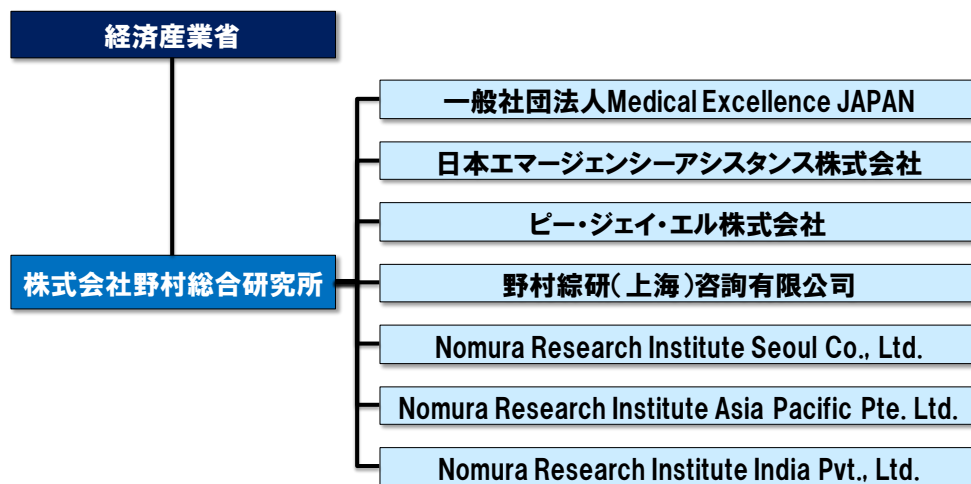 経済産業省
一般社団法人Medical Excellence JAPAN
日本エマージェンシーアシスタンス株式会社
ピー・ジェイ・エル株式会社
株式会社野村総合研究所
野村綜研(上海)咨詢有限公司
Nomura Research Institute Seoul Co., Ltd.
Nomura Research Institute Asia Pacific Pte. Ltd.
Nomura Research Institute India Pvt., Ltd.